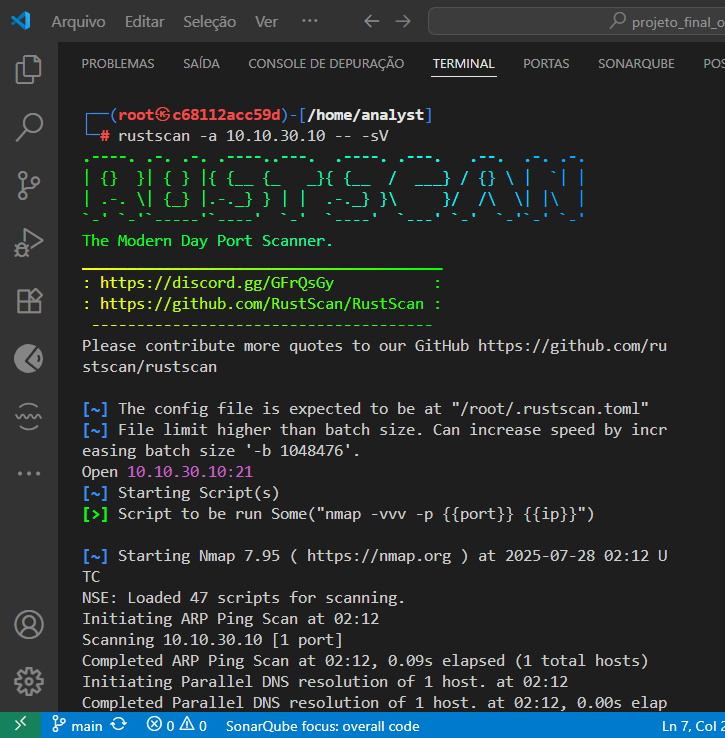 Arquivo Editar Seleção Ver ··· projeto_final_o
PROBLEMAS SAÍDA CONSOLE DE DEPURAÇÃO TERMINAL PORTAS SONARQUBE POS
┌──(root㉿c68112acc59d)-[/home/analyst]
└─# rustscan -a 10.10.30.10 -- -sV
.----. .-. .-. .----..---.  .----. .---.   .--.  .-. .-.
| {}  }| { } |{ {__ {_   _}{ {__  /  ___} / {} \ |  `| |
| .-. \| {_} |.-._} } | |  .-._} }\     }/  /\  \| |\  |
`-' `-'`-----'`----'  `-'  `----'  `---' `-'  `-'`-' `-'
The Modern Day Port Scanner.
________________________________________
: https://discord.gg/GFrQsGy           :
: https://github.com/RustScan/RustScan :
 --------------------------------------
Please contribute more quotes to our GitHub https://github.com/ru
stscan/rustscan
[~] The config file is expected to be at "/root/.rustscan.toml"
[~] File limit higher than batch size. Can increase speed by incr
easing batch size '-b 1048476'.
Open 10.10.30.10:21
[~] Starting Script(s)
[>] Script to be run Some("nmap -vvv -p {{port}} {{ip}}")
[~] Starting Nmap 7.95 ( https://nmap.org ) at 2025-07-28 02:12 U
TC
NSE: Loaded 47 scripts for scanning.
Initiating ARP Ping Scan at 02:12
Scanning 10.10.30.10 [1 port]
Completed ARP Ping Scan at 02:12, 0.09s elapsed (1 total hosts)
Initiating Parallel DNS resolution of 1 host. at 02:12
Completed Parallel DNS resolution of 1 host. at 02:12, 0.00s elap
main 0 0 SonarQube focus: overall code Ln 7, Col 2